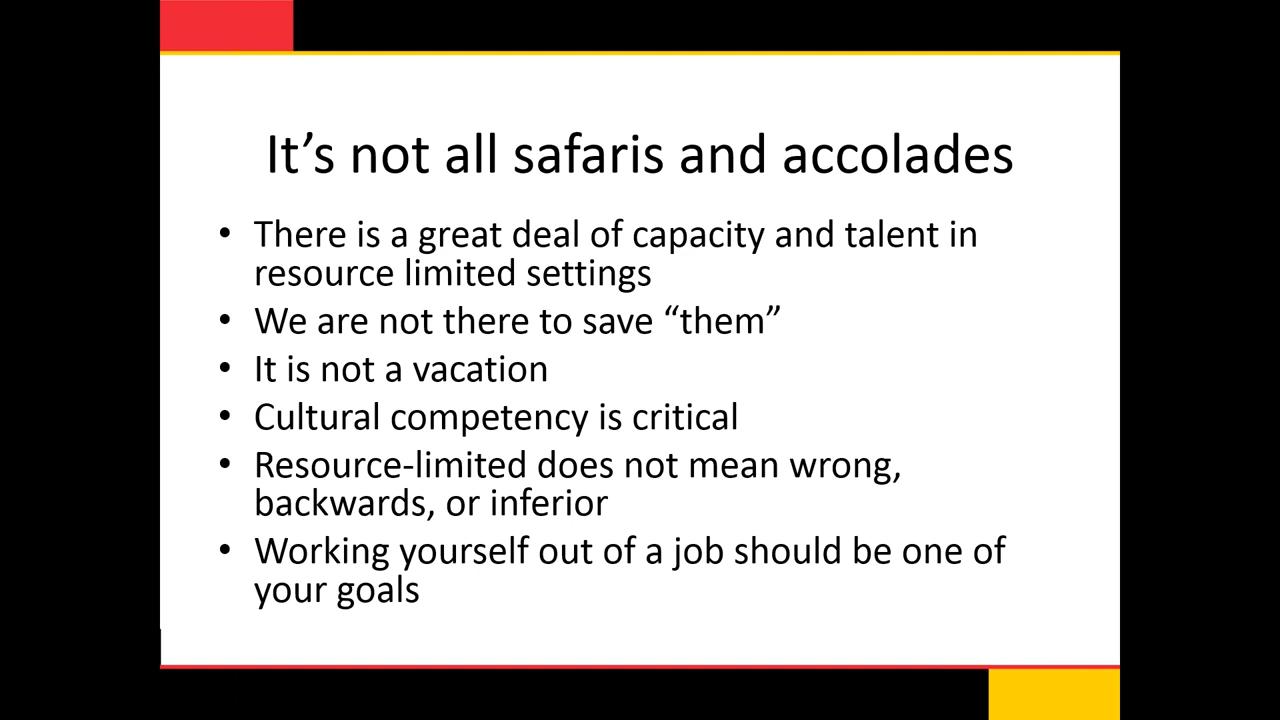 It’s not all safaris and accolades
• There is a great deal of capacity and talent in
resource limited settings
• We are not there to save “them”
• It is not a vacation
• Cultural competency is critical
• Resource-limited does not mean wrong,
backwards, or inferior
• Working yourself out of a job should be one of
your goals